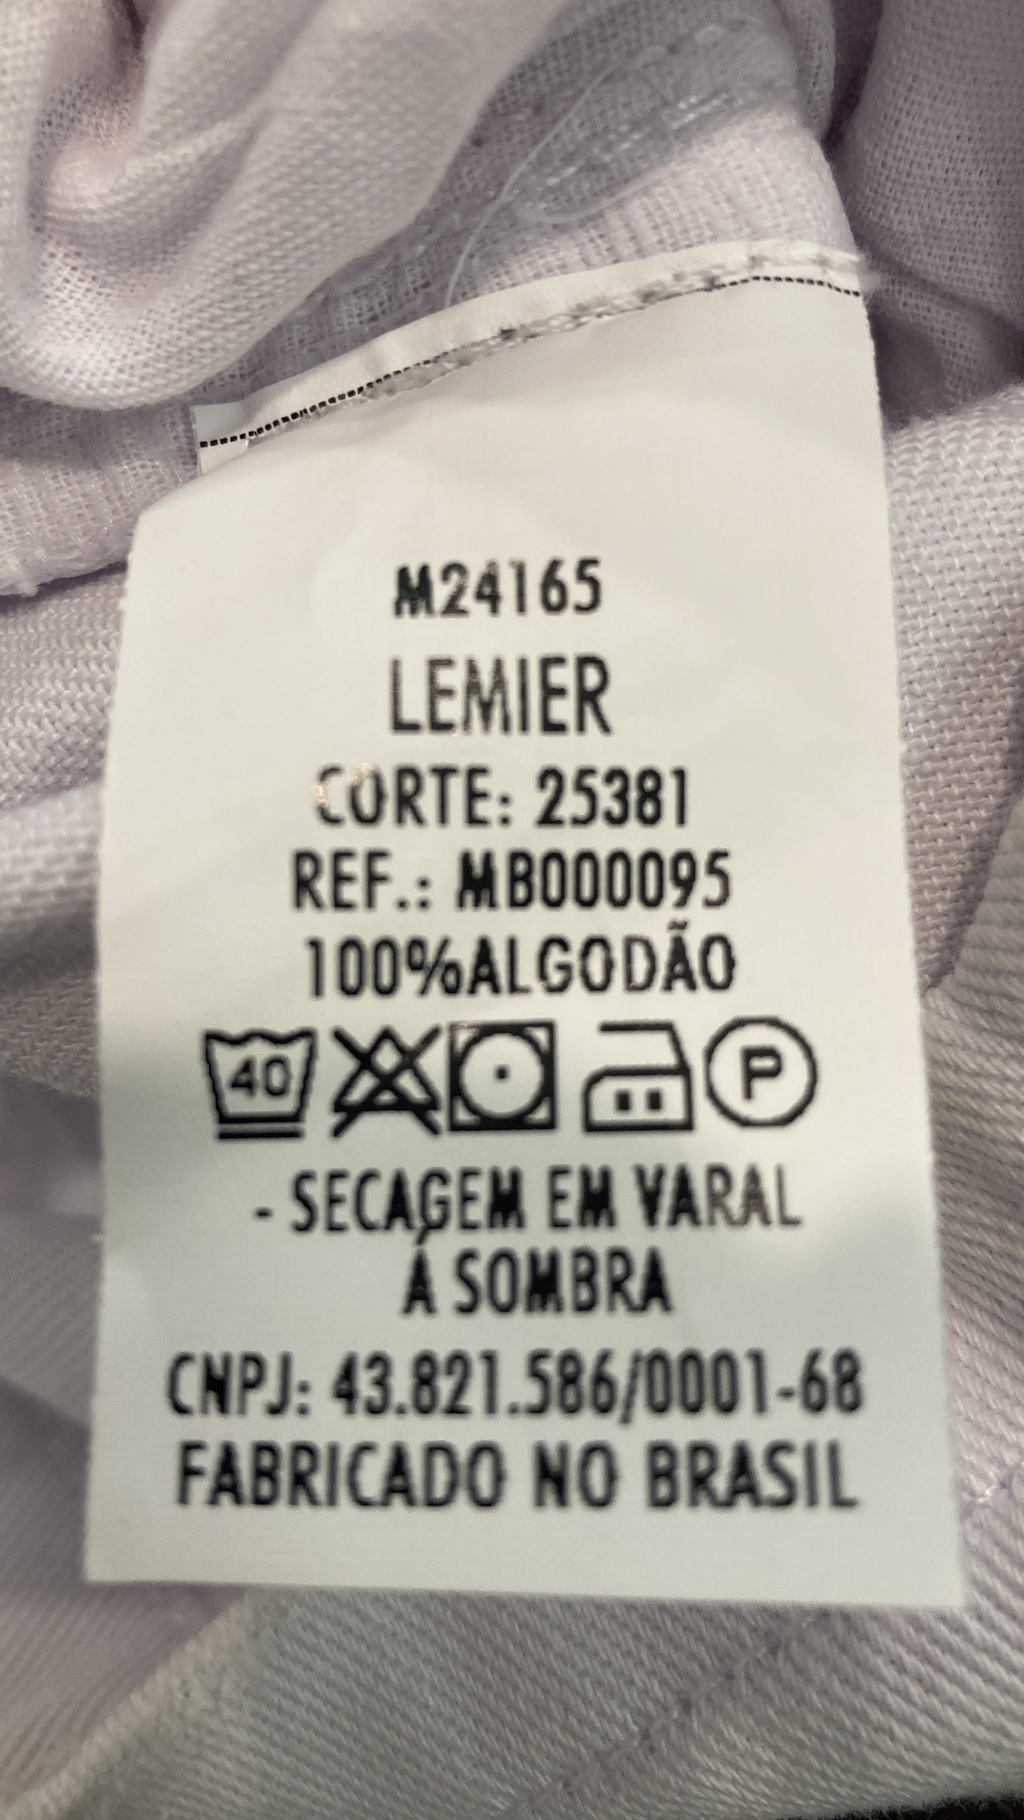 M24165
LEMIER
CORTE: 25381
REF.: MB000095
100%ALGODÃO
40 P
- SECAGEM EM VARAL
Á SOMBRA
CNPJ: 43.821.586/0001-68
FABRICADO NO BRASIL